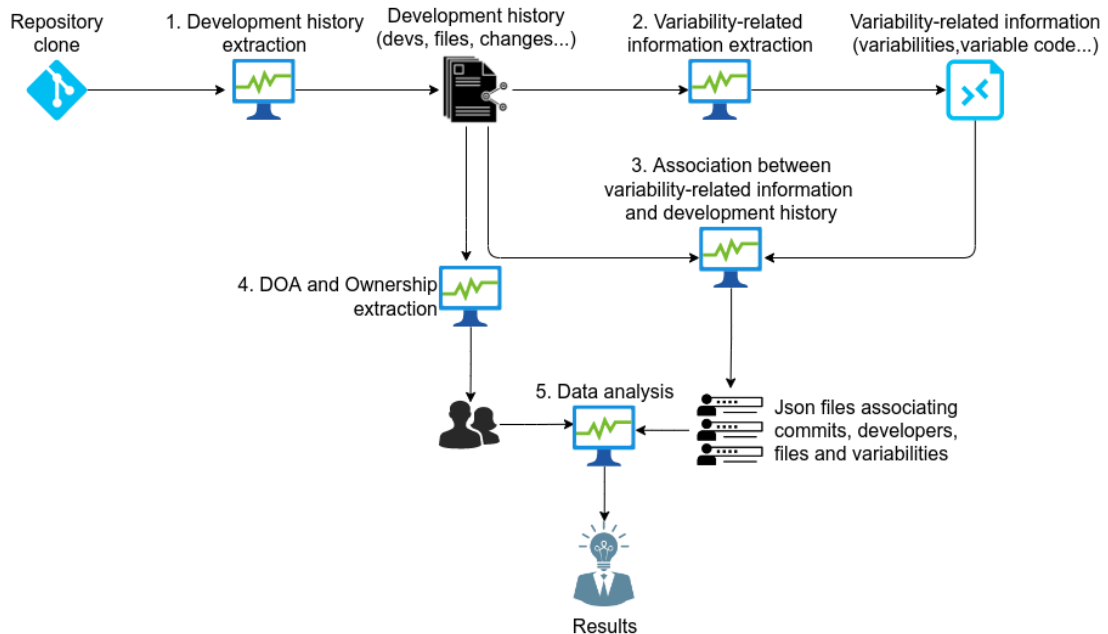 Repository
clone
1. Development history
extraction
Development history
(devs, files, changes...)
2. Variability-related
information extraction
Variability-related information
(variabilities,variable code...)
3. Association between
variability-related information
and development history
4. DOA and Ownership
extraction
5. Data analysis
Json files associating
commits, developers,
files and variabilities
Results